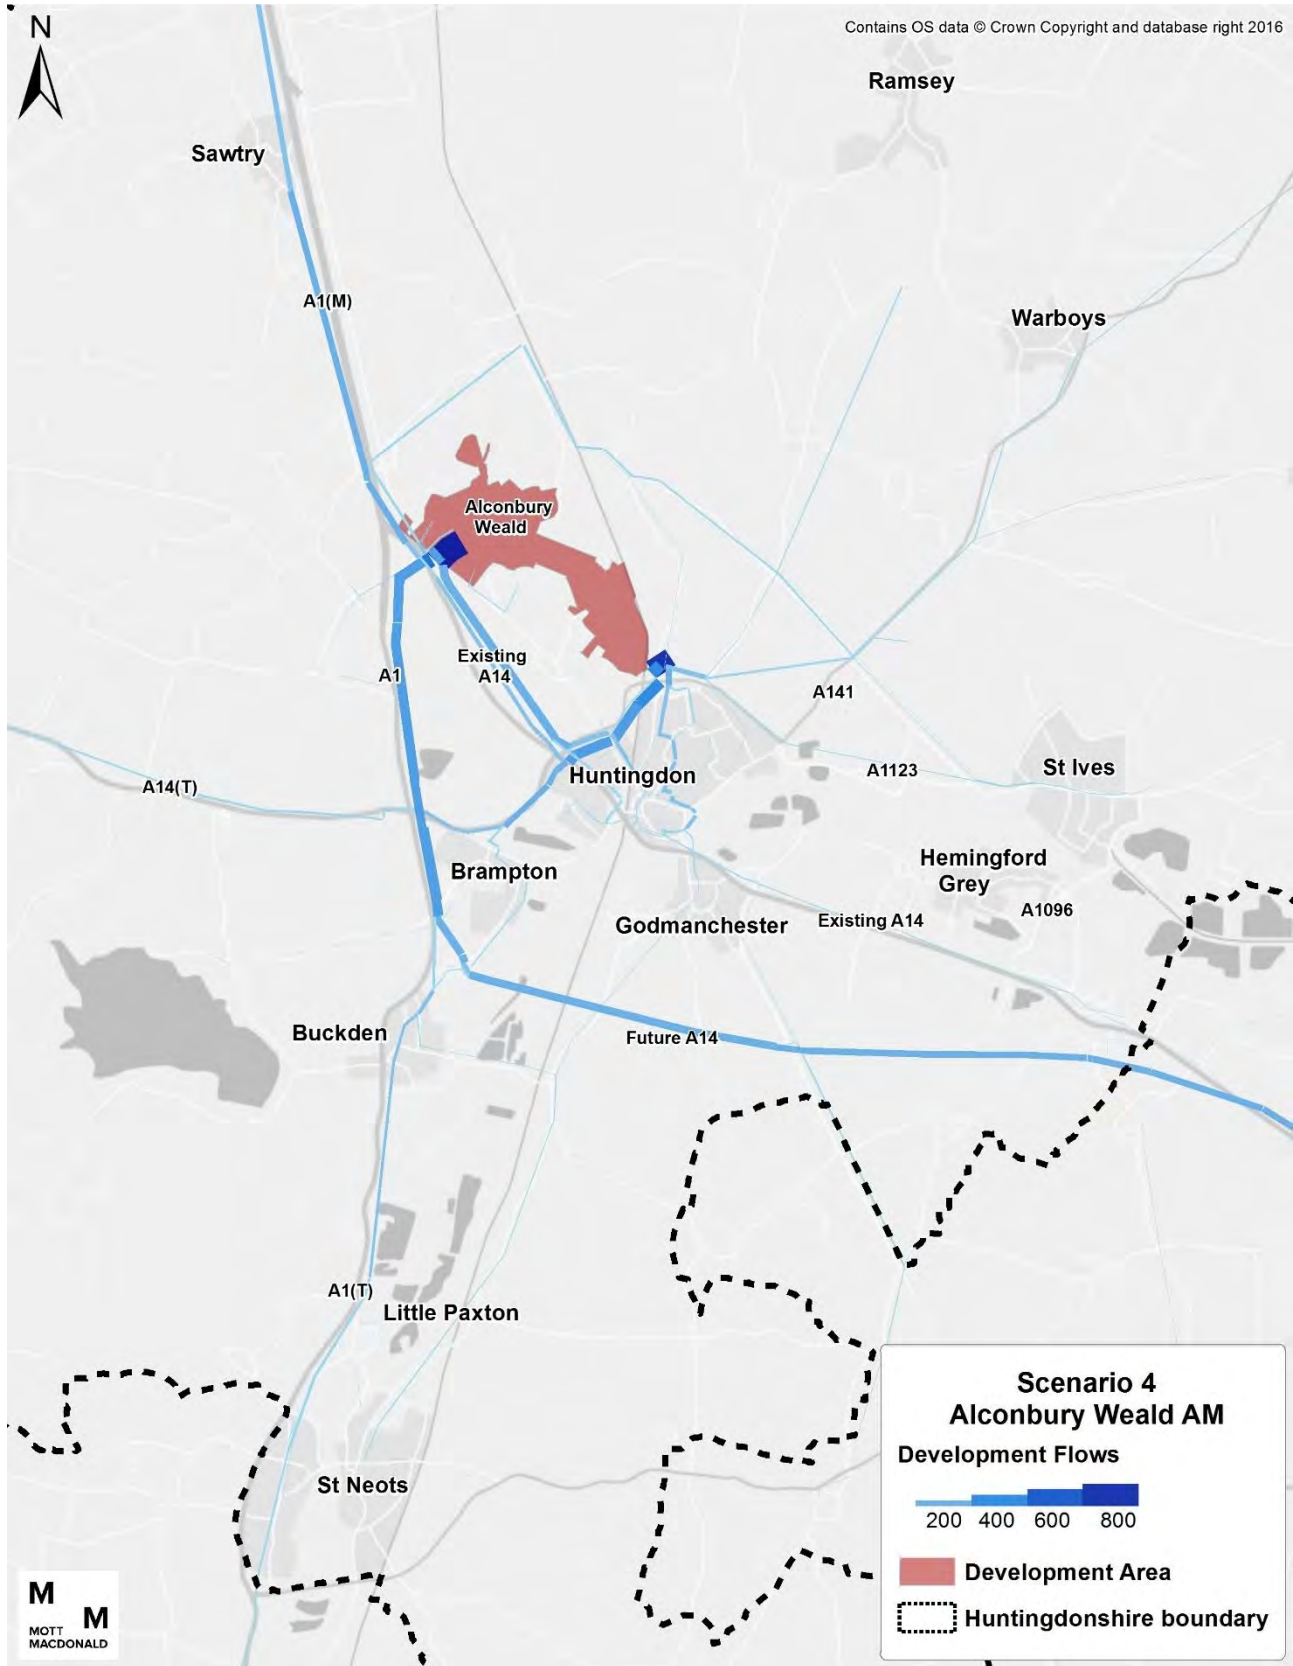 N
Contains OS data © Crown Copyright and database right 2016
Ramsey
Sawtry
A1(M)
Warboys
Alconbury
Weald
Existing
A14
A1
A141
Huntingdon
St Ives
A1123
A14(T)
Brampton
Hemingford
Grey
A1096
Godmanchester
Existing A14
Buckden
Future A14
A1(T)
Little Paxton
St Neots
Scenario 4
Alconbury Weald AM
Development Flows
200 400 600 800
Development Area
Huntingdonshire boundary
M
M
MOTT
MACDONALD